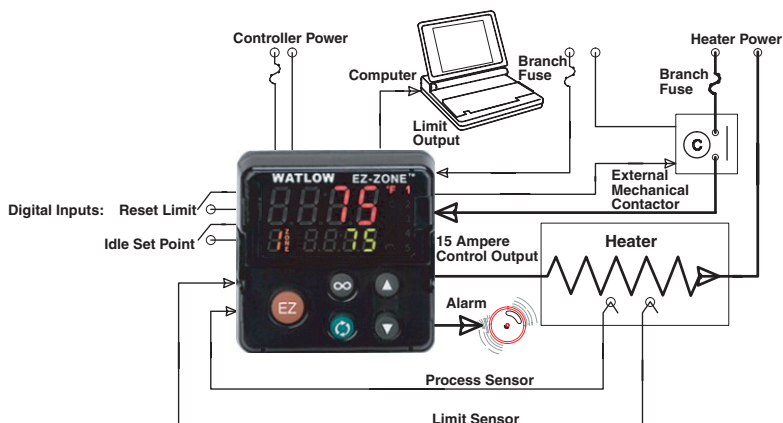 Controller Power
Heater Power
Computer
Branch
Fuse
Branch
Fuse
Limit
Output
WATLOW EZ-ZONE™
°F 1
75
C
External
Mechanical
Contactor
Digital Inputs: Reset Limit
Idle Set Point
1 ZONE 75
15 Ampere
Control Output
Heater
EZ
Alarm
Process Sensor
Limit Sensor